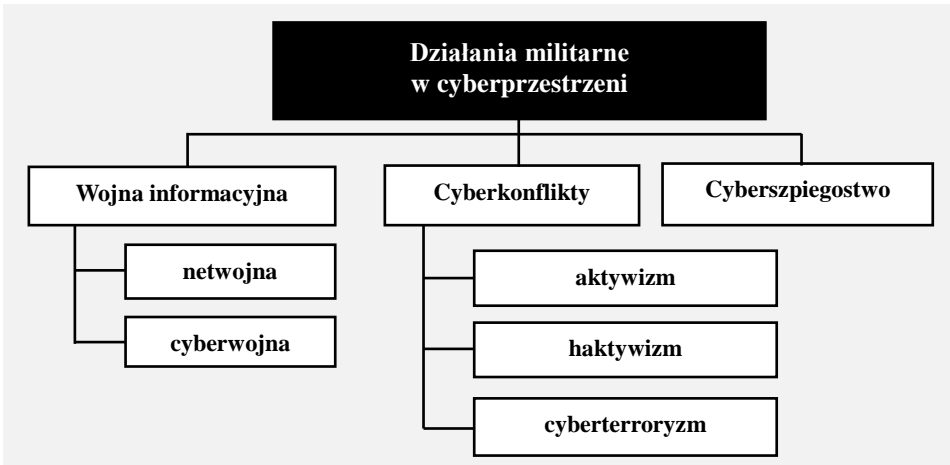 Działania militarne
w cyberprzestrzeni
Wojna informacyjna
Cyberkonflikty
Cyberszpiegostwo
netwojna
cyberwojna
aktywizm
haktywizm
cyberterroryzm